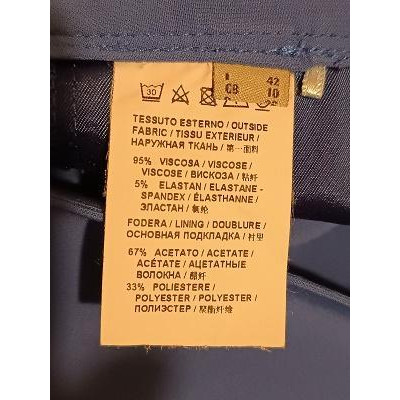 I 42
GB 10
30
TESSUTO ESTERNO / OUTSIDE
FABRIC / TISSU EXTERIEUR /
НАРУЖНАЯ ТКАНЬ / 第一面料
95% VISCOSA / VISCOSE /
VISCOSE / ВИСКОЗА / 粘纤
5% ELASTAN / ELASTANE -
SPANDEX / ÉLASTHANNE /
ЭЛАСТАН / 氨纶
FODERA / LINING / DOUBLURE /
ОСНОВНАЯ ПОДКЛАДКА / 衬里
67% ACETATO / ACETATE /
ACÉTATE / АЦЕТАТНЫЕ
ВОЛОКНА / 醋纤
33% POLIESTERE /
POLYESTER / POLYESTER /
ПОЛИЭСТЕР / 聚酯纤维